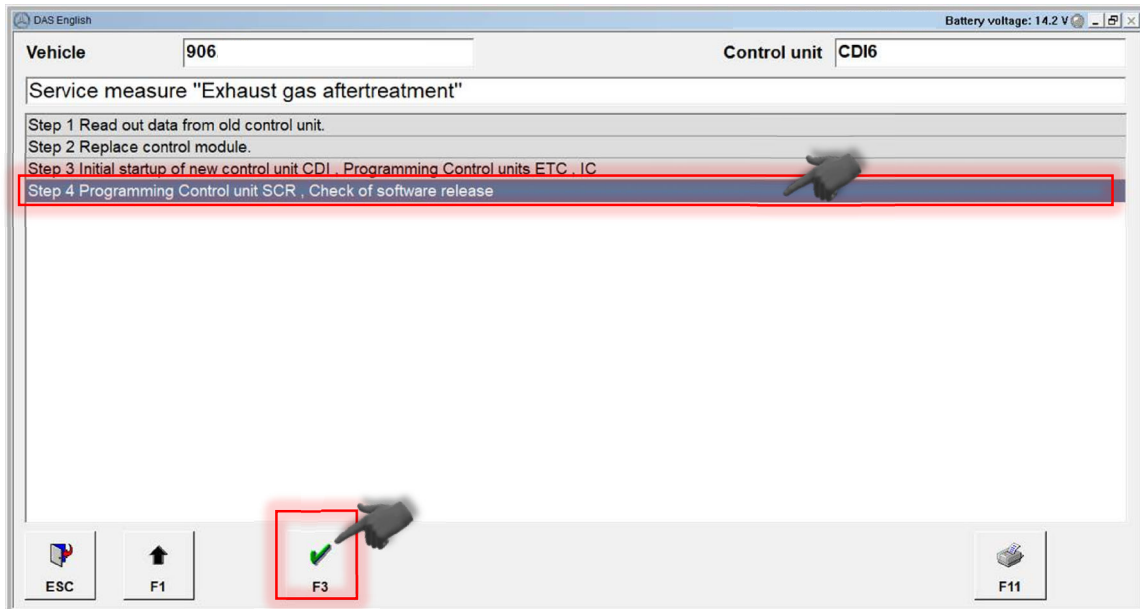 DAS English Battery voltage: 14.2 V
Vehicle 906 Control unit CDI6
Service measure "Exhaust gas aftertreatment"
Step 1 Read out data from old control unit.
Step 2 Replace control module.
Step 3 Initial startup of new control unit CDI , Programming Control units ETC , IC
Step 4 Programming Control unit SCR , Check of software release
ESC F1 F3 F11